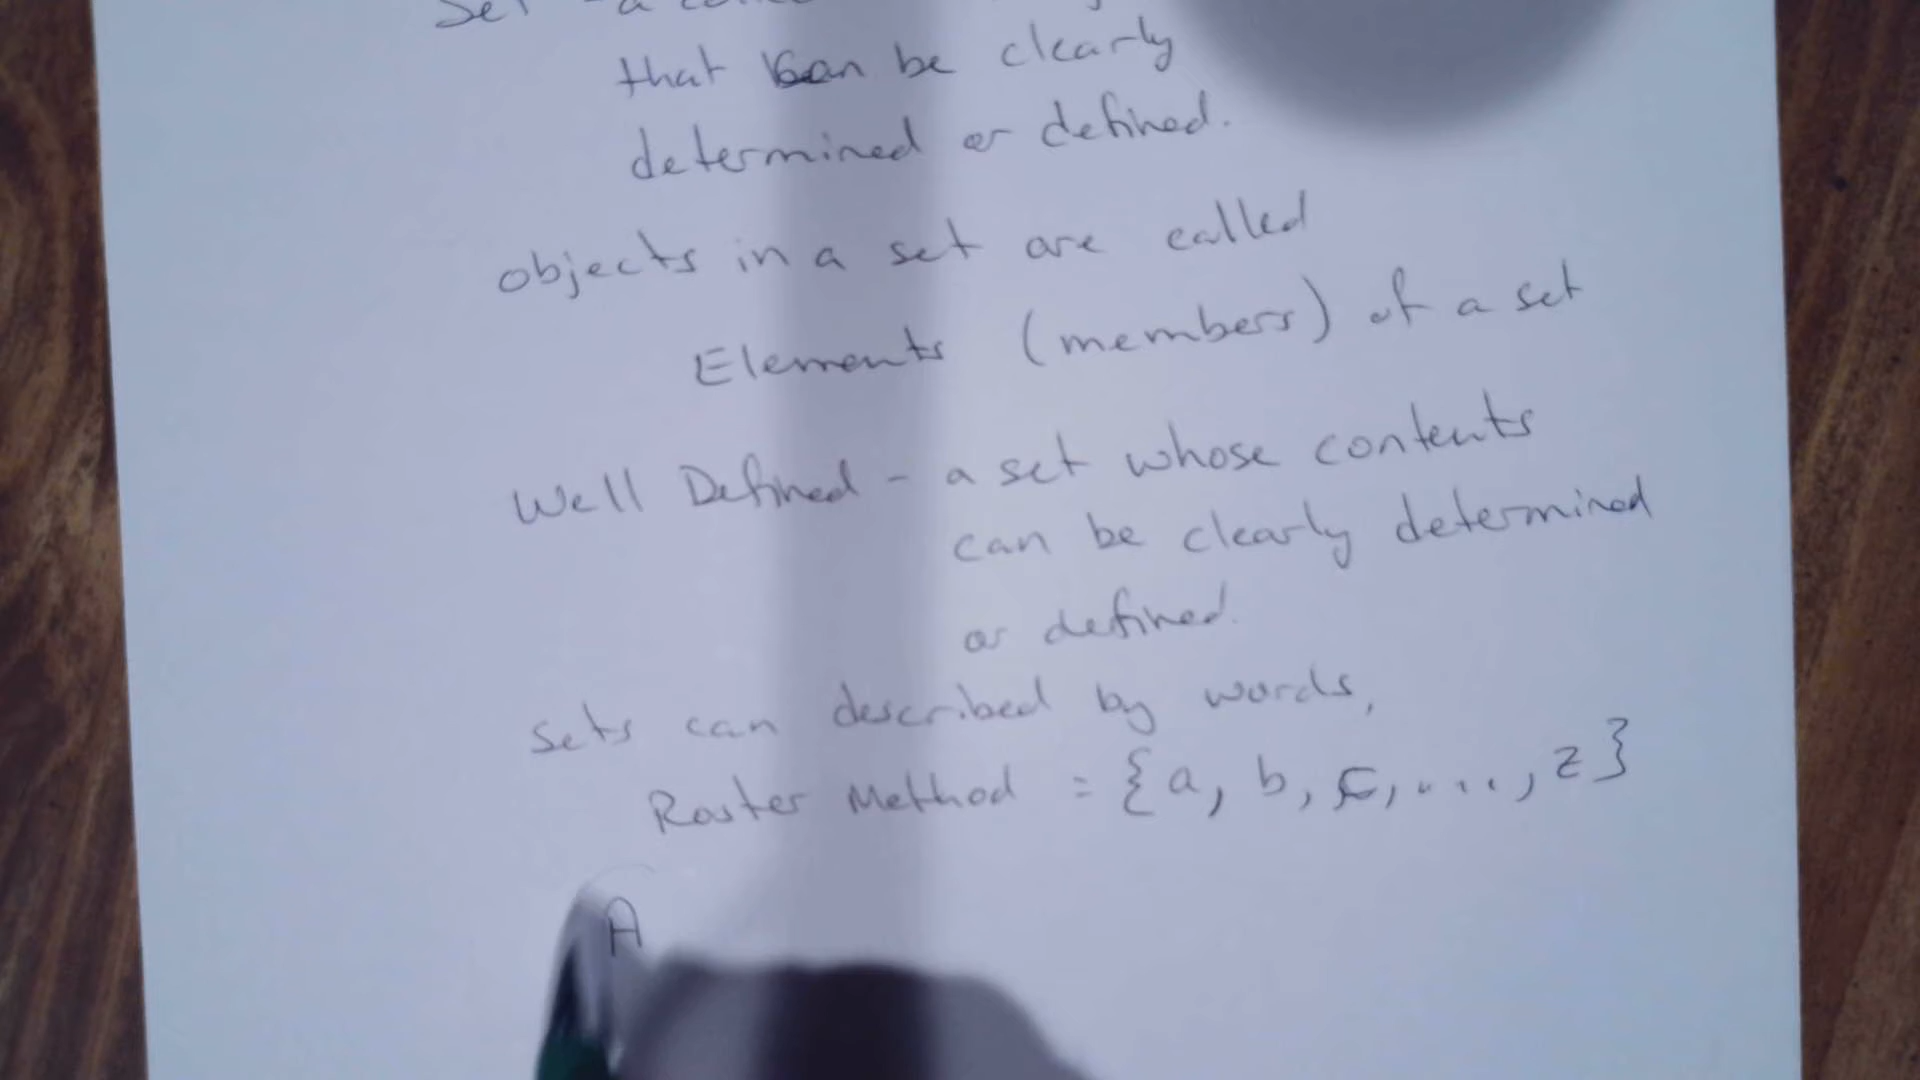 Set - a
that can be clearly
determined or defined.
objects in a set are called
Elements (members) of a set
Well Defined - a set whose contents
can be clearly determined
or defined.
Sets can described by words,
Roster Method = {a, b, c, ..., z}
A